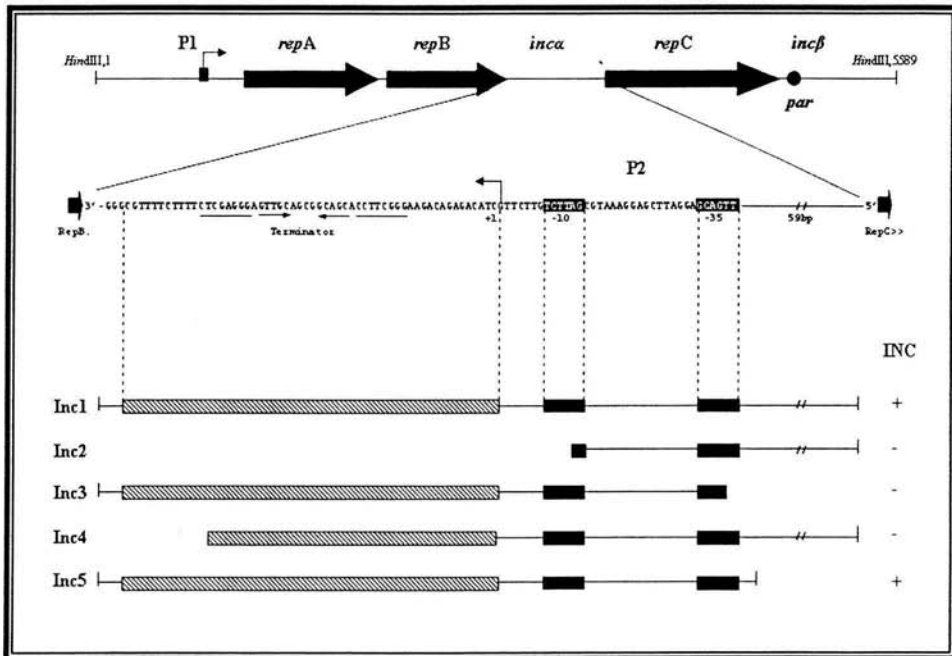 P1 repA repB incα repC incβ
HindIII,1 HindIII,5589
par
P2
3' -GGGCGTTTTCTTTTCTCGAGGGAGTTGCAGCGGCAGCACCTTCGGGAAGACAGAGACATCGTTCTTGTCTTAGCGTAAAGGAGCTTAGGAGCAGTT 5'
RepB. Terminator +1 -10 -35 59bp RepC>>
INC
Inc1 +
Inc2 -
Inc3 -
Inc4 -
Inc5 +